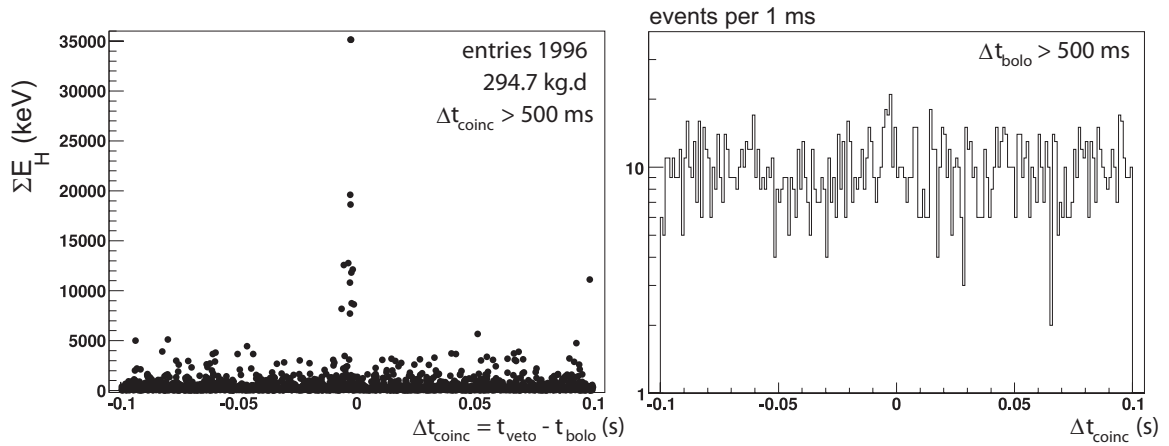 ΣE_H (keV)
35000
30000
25000
20000
15000
10000
5000
0
entries 1996
294.7 kg.d
Δt_coinc > 500 ms
-0.1 -0.05 0 0.05 0.1
Δt_coinc = t_veto - t_bolo (s)
events per 1 ms
Δt_bolo > 500 ms
10
1
-0.1 -0.05 0 0.05 0.1
Δt_coinc (s)